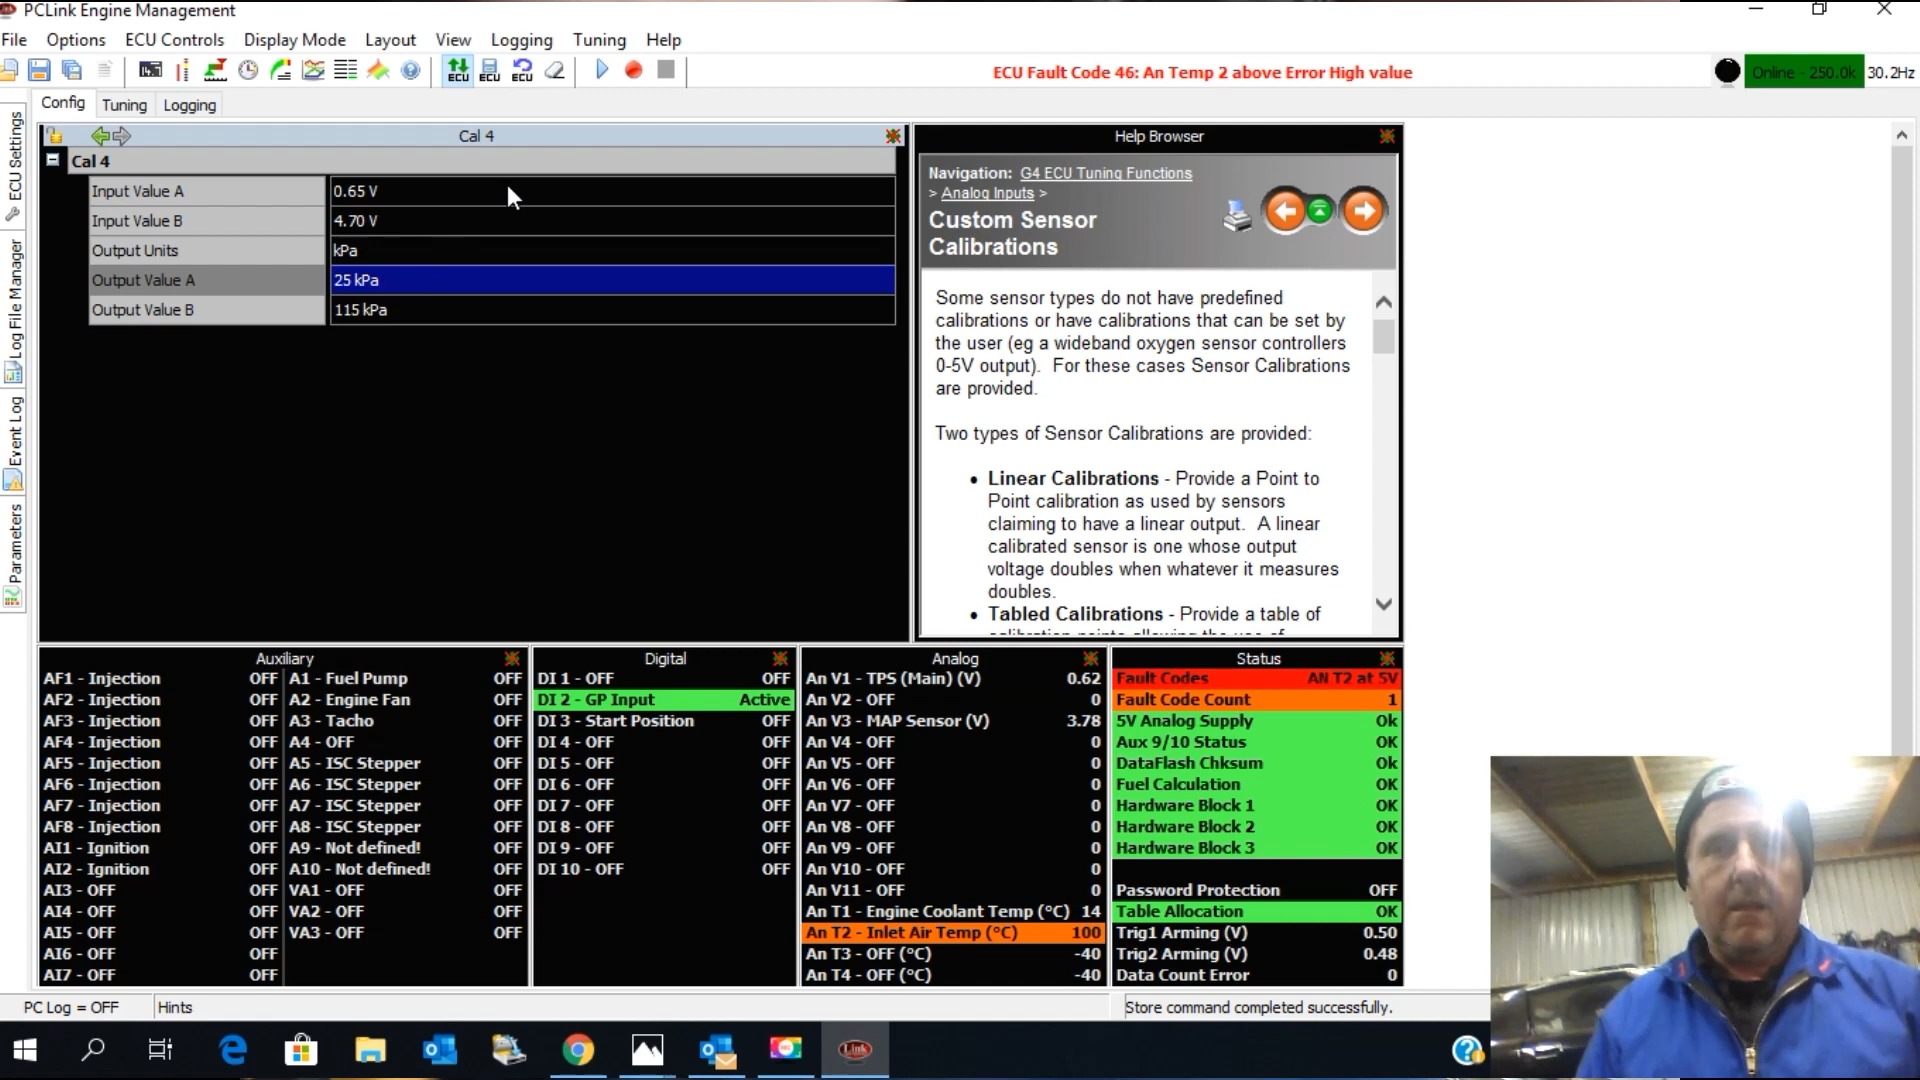 PCLink Engine Management
File Options ECU Controls Display Mode Layout View Logging Tuning Help
ECU ECU ECU
ECU Fault Code 46: An Temp 2 above Error High value
Online - 250.0k 30.2Hz
Config Tuning Logging
ECU Settings
Log File Manager
Event Log
Parameters
Cal 4
Cal 4
Input Value A 0.65 V
Input Value B 4.70 V
Output Units kPa
Output Value A 25 kPa
Output Value B 115 kPa
Help Browser
Navigation: G4 ECU Tuning Functions
> Analog Inputs >
Custom Sensor
Calibrations
Some sensor types do not have predefined
calibrations or have calibrations that can be set by
the user (eg a wideband oxygen sensor controllers
0-5V output). For these cases Sensor Calibrations
are provided.
Two types of Sensor Calibrations are provided:
• Linear Calibrations - Provide a Point to
Point calibration as used by sensors
claiming to have a linear output. A linear
calibrated sensor is one whose output
voltage doubles when whatever it measures
doubles.
• Tabled Calibrations - Provide a table of
Auxiliary
AF1 - Injection OFF A1 - Fuel Pump OFF
AF2 - Injection OFF A2 - Engine Fan OFF
AF3 - Injection OFF A3 - Tacho OFF
AF4 - Injection OFF A4 - OFF OFF
AF5 - Injection OFF A5 - ISC Stepper OFF
AF6 - Injection OFF A6 - ISC Stepper OFF
AF7 - Injection OFF A7 - ISC Stepper OFF
AF8 - Injection OFF A8 - ISC Stepper OFF
AI1 - Ignition OFF A9 - Not defined! OFF
AI2 - Ignition OFF A10 - Not defined! OFF
AI3 - OFF OFF VA1 - OFF OFF
AI4 - OFF OFF VA2 - OFF OFF
AI5 - OFF OFF VA3 - OFF OFF
AI6 - OFF OFF
AI7 - OFF OFF
Digital
DI 1 - OFF OFF
DI 2 - GP Input Active
DI 3 - Start Position OFF
DI 4 - OFF OFF
DI 5 - OFF OFF
DI 6 - OFF OFF
DI 7 - OFF OFF
DI 8 - OFF OFF
DI 9 - OFF OFF
DI 10 - OFF OFF
Analog
An V1 - TPS (Main) (V) 0.62
An V2 - OFF 0
An V3 - MAP Sensor (V) 3.78
An V4 - OFF 0
An V5 - OFF 0
An V6 - OFF 0
An V7 - OFF 0
An V8 - OFF 0
An V9 - OFF 0
An V10 - OFF 0
An V11 - OFF 0
An T1 - Engine Coolant Temp (°C) 14
An T2 - Inlet Air Temp (°C) 100
An T3 - OFF (°C) -40
An T4 - OFF (°C) -40
Status
Fault Codes AN T2 at 5V
Fault Code Count 1
5V Analog Supply Ok
Aux 9/10 Status OK
DataFlash Chksum Ok
Fuel Calculation OK
Hardware Block 1 OK
Hardware Block 2 OK
Hardware Block 3 OK
Password Protection OFF
Table Allocation OK
Trig1 Arming (V) 0.50
Trig2 Arming (V) 0.48
Data Count Error 0
PC Log = OFF Hints Store command completed successfully.
Link